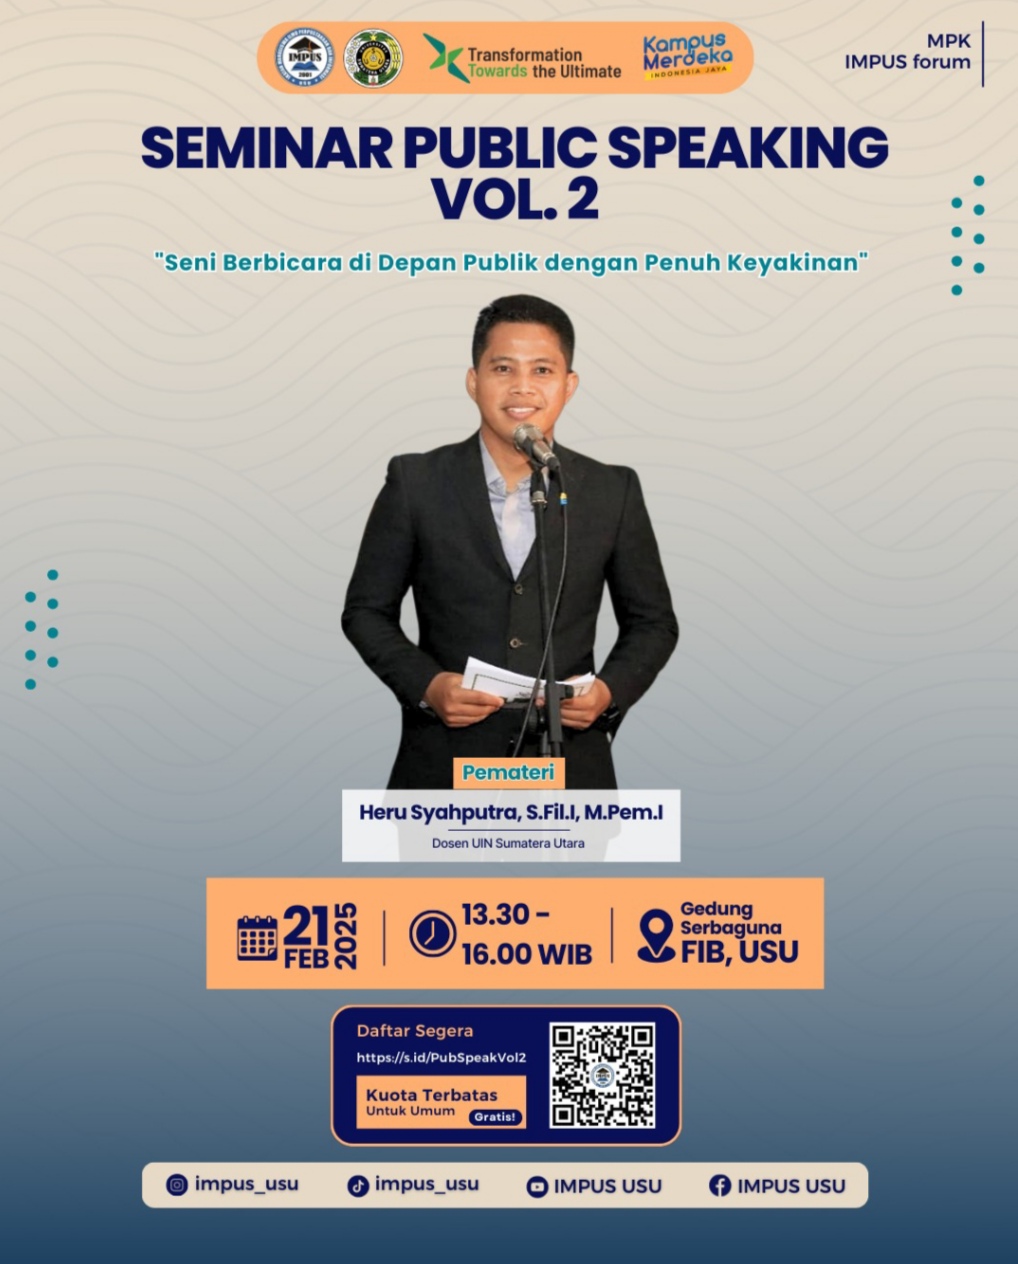 IMPUS
2001
Transformation
Towards the Ultimate
Kampus
Merdeka
INDONESIA JAYA
MPK
IMPUS forum
SEMINAR PUBLIC SPEAKING
VOL. 2
"Seni Berbicara di Depan Publik dengan Penuh Keyakinan"
Pemateri
Heru Syahputra, S.Fil.I, M.Pem.I
Dosen UIN Sumatera Utara
21
FEB
2025
13.30 -
16.00 WIB
Gedung
Serbaguna
FIB, USU
Daftar Segera
https://s.id/PubSpeakVol2
Kuota Terbatas
Untuk Umum
Gratis!
impus_usu
impus_usu
IMPUS USU
IMPUS USU